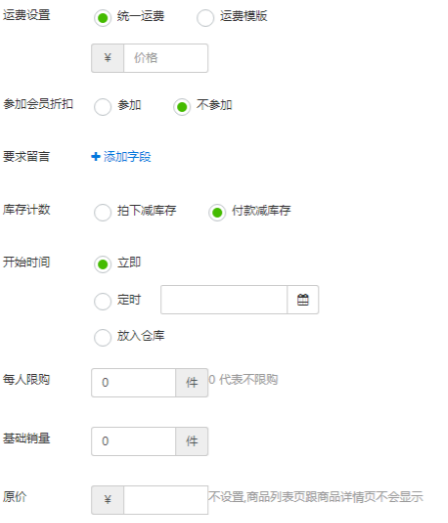 运费设置 统一运费 运费模版
¥ 价格
参加会员折扣 参加 不参加
要求留言 + 添加字段
库存计数 拍下减库存 付款减库存
开始时间 立即
定时
放入仓库
每人限购 0 件 0 代表不限购
基础销量 0 件
原价 ¥ 不设置,商品列表页跟商品详情页不会显示